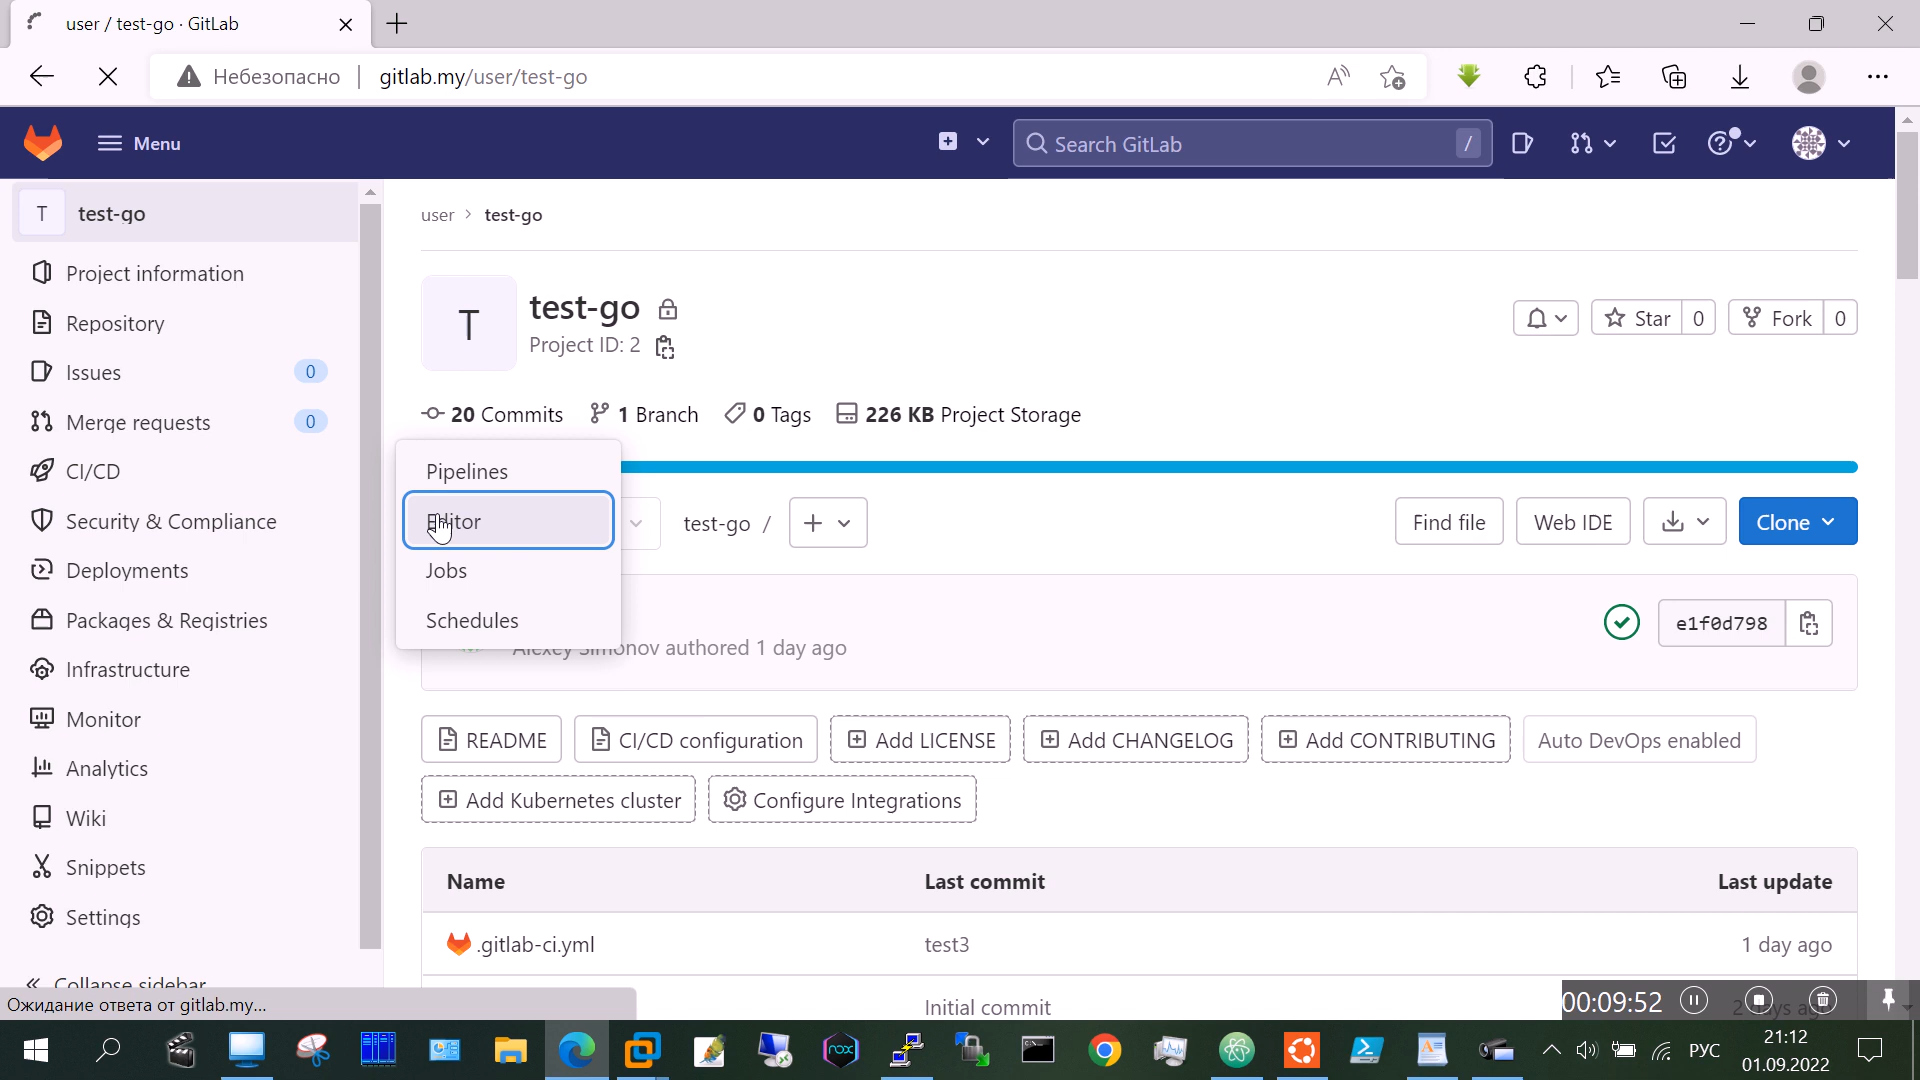 user / test-go · GitLab
Небезопасно
gitlab.my/user/test-go
Menu
Search GitLab
/
T
test-go
Project information
Repository
Issues
0
Merge requests
0
CI/CD
Security & Compliance
Deployments
Packages & Registries
Infrastructure
Monitor
Analytics
Wiki
Snippets
Settings
Collapse sidebar
Ожидание ответа от gitlab.my...
Pipelines
Editor
Jobs
Schedules
user > test-go
T
test-go
Project ID: 2
Star
0
Fork
0
20 Commits
1 Branch
0 Tags
226 KB Project Storage
test-go /
Find file
Web IDE
Clone
Alexey Simonov authored 1 day ago
e1f0d798
README
CI/CD configuration
Add LICENSE
Add CHANGELOG
Add CONTRIBUTING
Auto DevOps enabled
Add Kubernetes cluster
Configure Integrations
Name
Last commit
Last update
.gitlab-ci.yml
test3
1 day ago
Initial commit
2 days ago
00:09:52
nox
РУС
21:12
01.09.2022